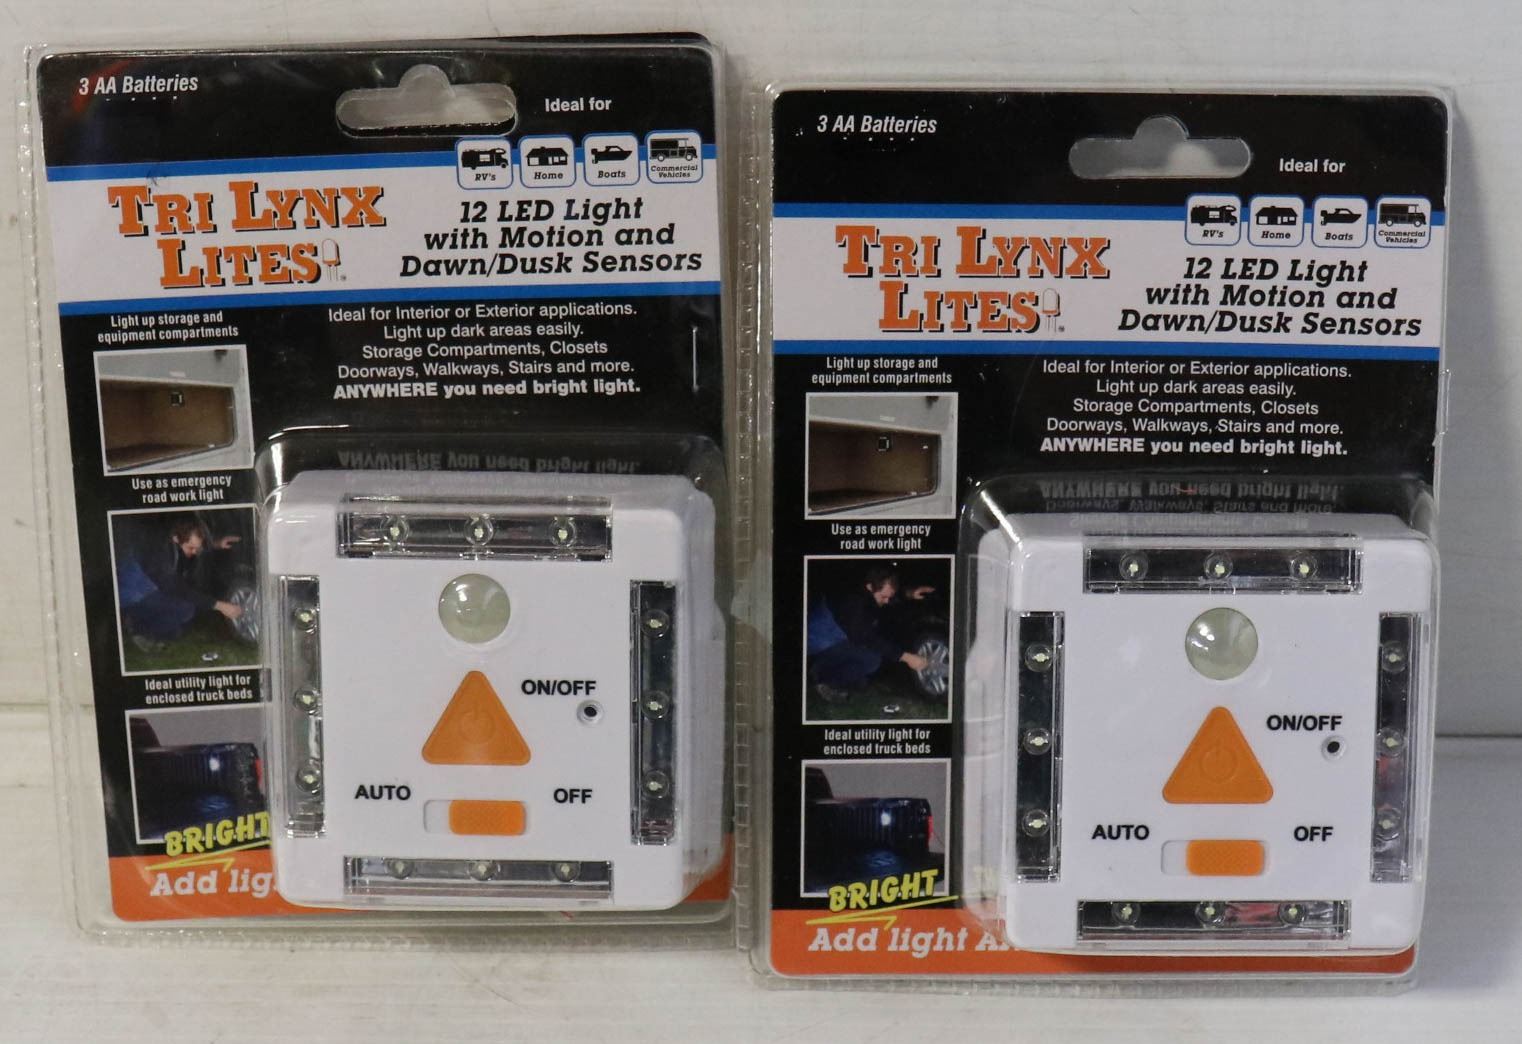 3 AA Batteries
Ideal for
RV's
Home
Boats
Commercial
Vehicles
TRI LYNX
LITES
12 LED Light
with Motion and
Dawn/Dusk Sensors
Light up storage and
equipment compartments
Ideal for Interior or Exterior applications.
Light up dark areas easily.
Storage Compartments, Closets
Doorways, Walkways, Stairs and more.
ANYWHERE you need bright light.
Use as emergency
road work light
Ideal utility light for
enclosed truck beds
ON/OFF
AUTO
OFF
BRIGHT
Add
3 AA Batteries
Ideal for
RV's
Home
Boats
Commercial
Vehicles
TRI LYNX
LITES
12 LED Light
with Motion and
Dawn/Dusk Sensors
Light up storage and
equipment compartments
Ideal for Interior or Exterior applications.
Light up dark areas easily.
Storage Compartments, Closets
Doorways, Walkways, Stairs and more.
ANYWHERE you need bright light.
Use as emergency
road work light
Ideal utility light for
enclosed truck beds
ON/OFF
AUTO
OFF
BRIGHT
Add light